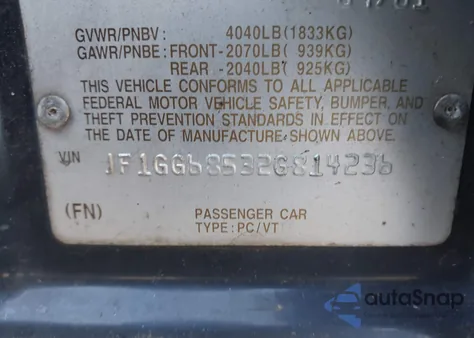 GVWR/PNBV : 4040LB(1833KG)
GAWR/PNBE: FRONT-2070LB( 939KG)
REAR -2040LB( 925KG)
THIS VEHICLE CONFORMS TO ALL APPLICABLE
FEDERAL MOTOR VEHICLE SAFETY, BUMPER, AND
THEFT PREVENTION STANDARDS IN EFFECT ON
THE DATE OF MANUFACTURE SHOWN ABOVE.
VIN JF1GG68532G814236
(FN) PASSENGER CAR
TYPE:PC/VT
autoSnap